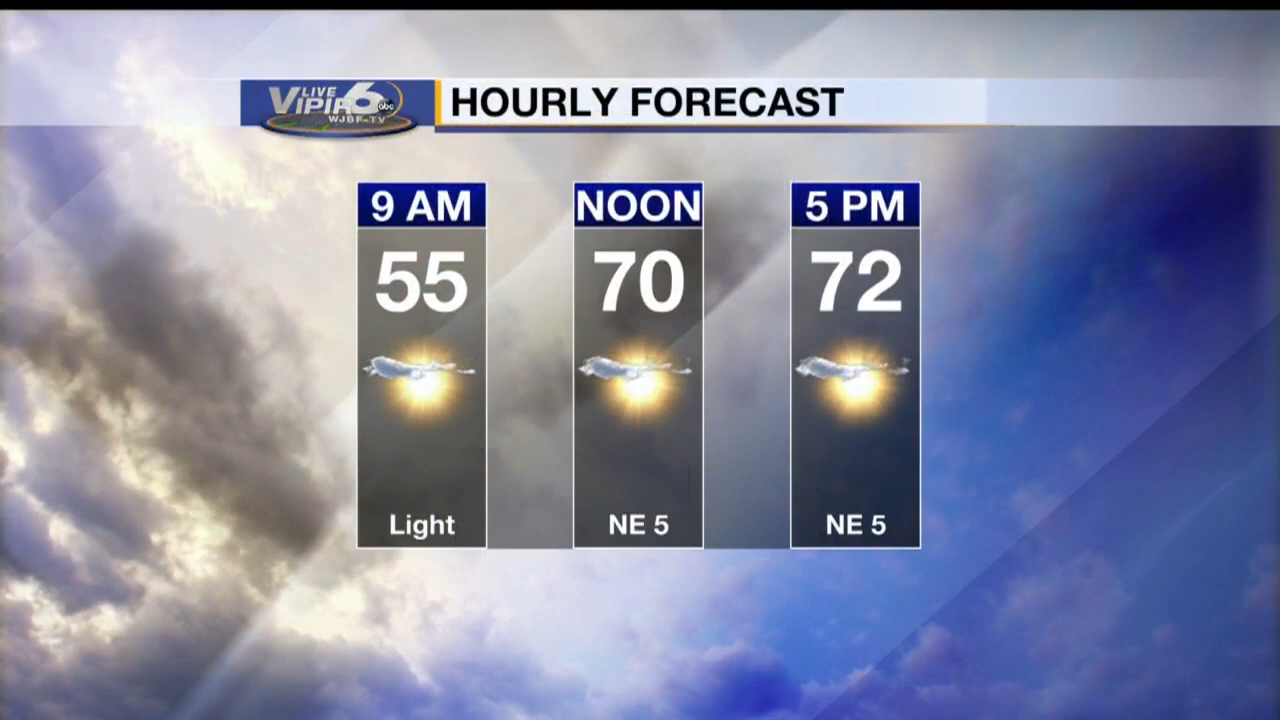 LIVE
VIPIR 6 abc
WJBF-TV
HOURLY FORECAST
9 AM
55
Light
NOON
70
NE 5
5 PM
72
NE 5